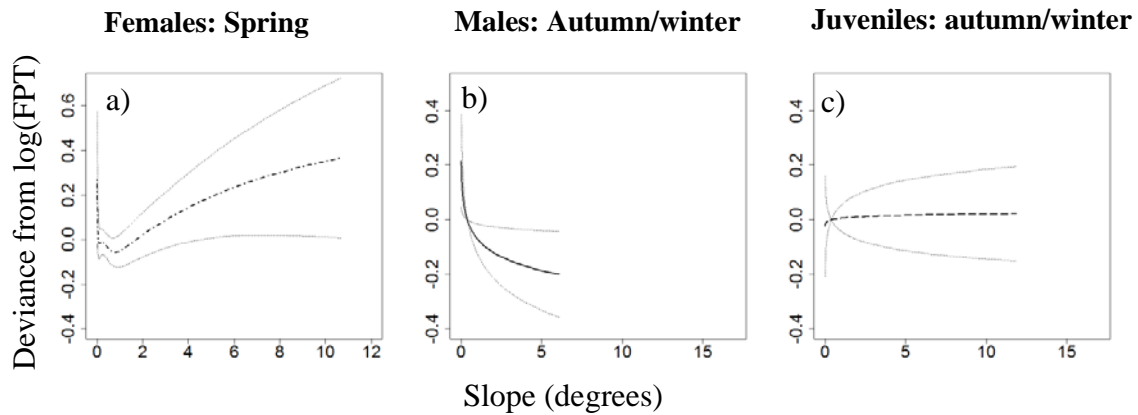 Females: Spring
Males: Autumn/winter
Juveniles: autumn/winter
Deviance from log(FPT)
a)
0.6
0.4
0.2
0.0
-0.2
-0.4
0 2 4 6 8 10 12
b)
0.4
0.2
0.0
-0.2
-0.4
0 5 10 15
c)
0.4
0.2
0.0
-0.2
-0.4
0 5 10 15
Slope (degrees)